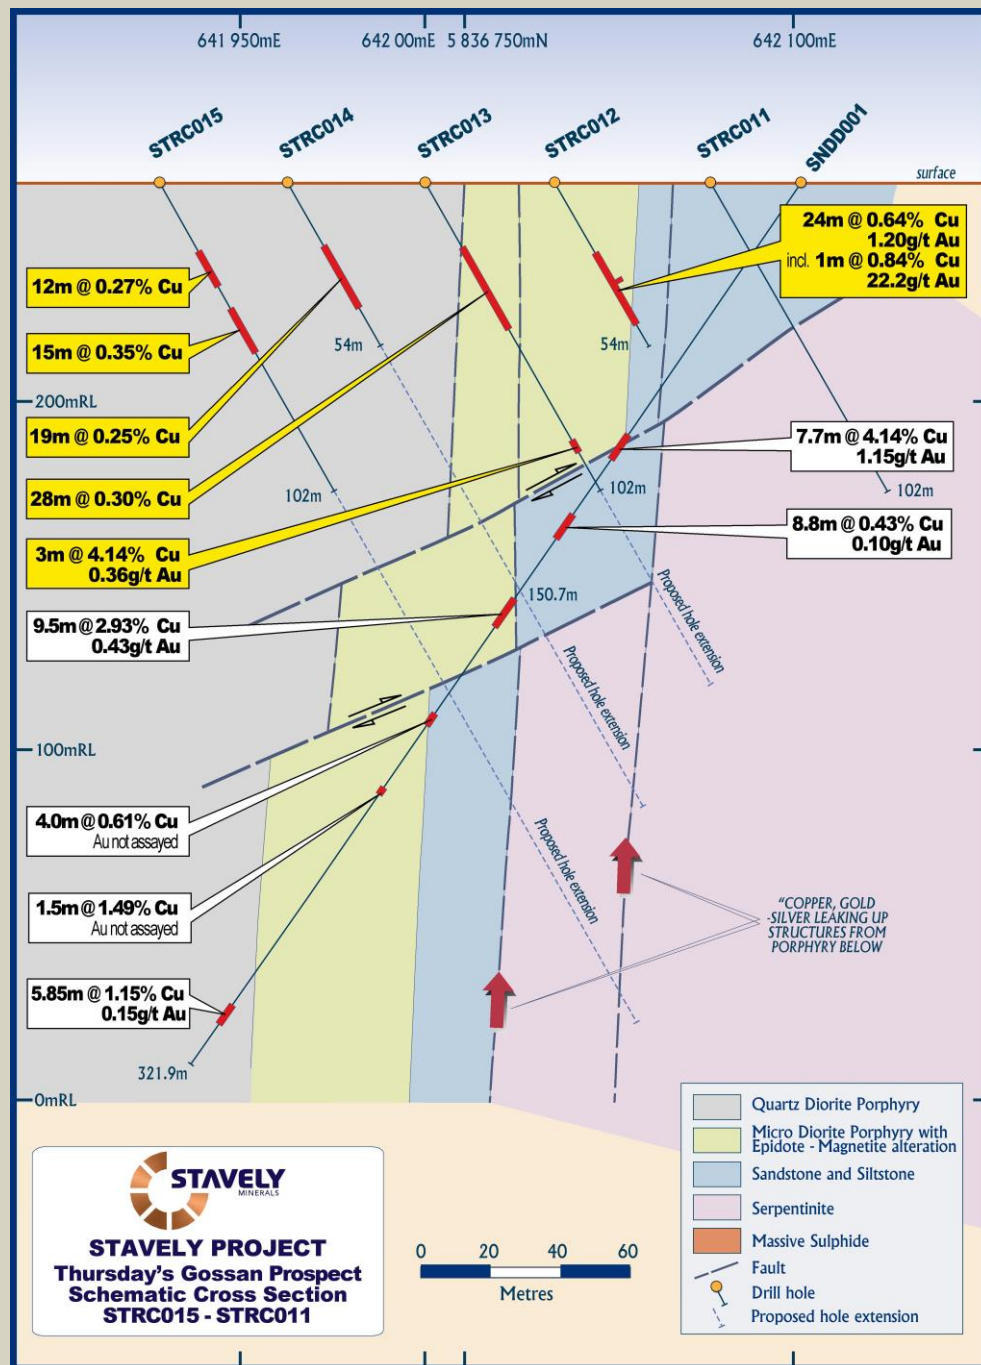 641 950mE
642 00mE
5 836 750mN
642 100mE
STRC015
STRC014
STRC013
STRC012
STRC011
SNDD001
surface
24m @ 0.64% Cu
1.20g/t Au
incl. 1m @ 0.84% Cu
22.2g/t Au
12m @ 0.27% Cu
15m @ 0.35% Cu
54m
54m
200mRL
19m @ 0.25% Cu
7.7m @ 4.14% Cu
1.15g/t Au
28m @ 0.30% Cu
102m
102m
102m
8.8m @ 0.43% Cu
0.10g/t Au
3m @ 4.14% Cu
0.36g/t Au
150.7m
9.5m @ 2.93% Cu
0.43g/t Au
Proposed hole extension
Proposed hole extension
Proposed hole extension
100mRL
4.0m @ 0.61% Cu
Au not assayed
1.5m @ 1.49% Cu
Au not assayed
"COPPER, GOLD
-SILVER LEAKING UP
STRUCTURES FROM
PORPHYRY BELOW
5.85m @ 1.15% Cu
0.15g/t Au
321.9m
0mRL
Quartz Diorite Porphyry
Micro Diorite Porphyry with
Epidote - Magnetite alteration
Sandstone and Siltstone
Serpentinite
Massive Sulphide
Fault
Drill hole
Proposed hole extension
STAVELY
MINERALS
STAVELY PROJECT
Thursday's Gossan Prospect
Schematic Cross Section
STRC015 - STRC011
0 20 40 60
Metres